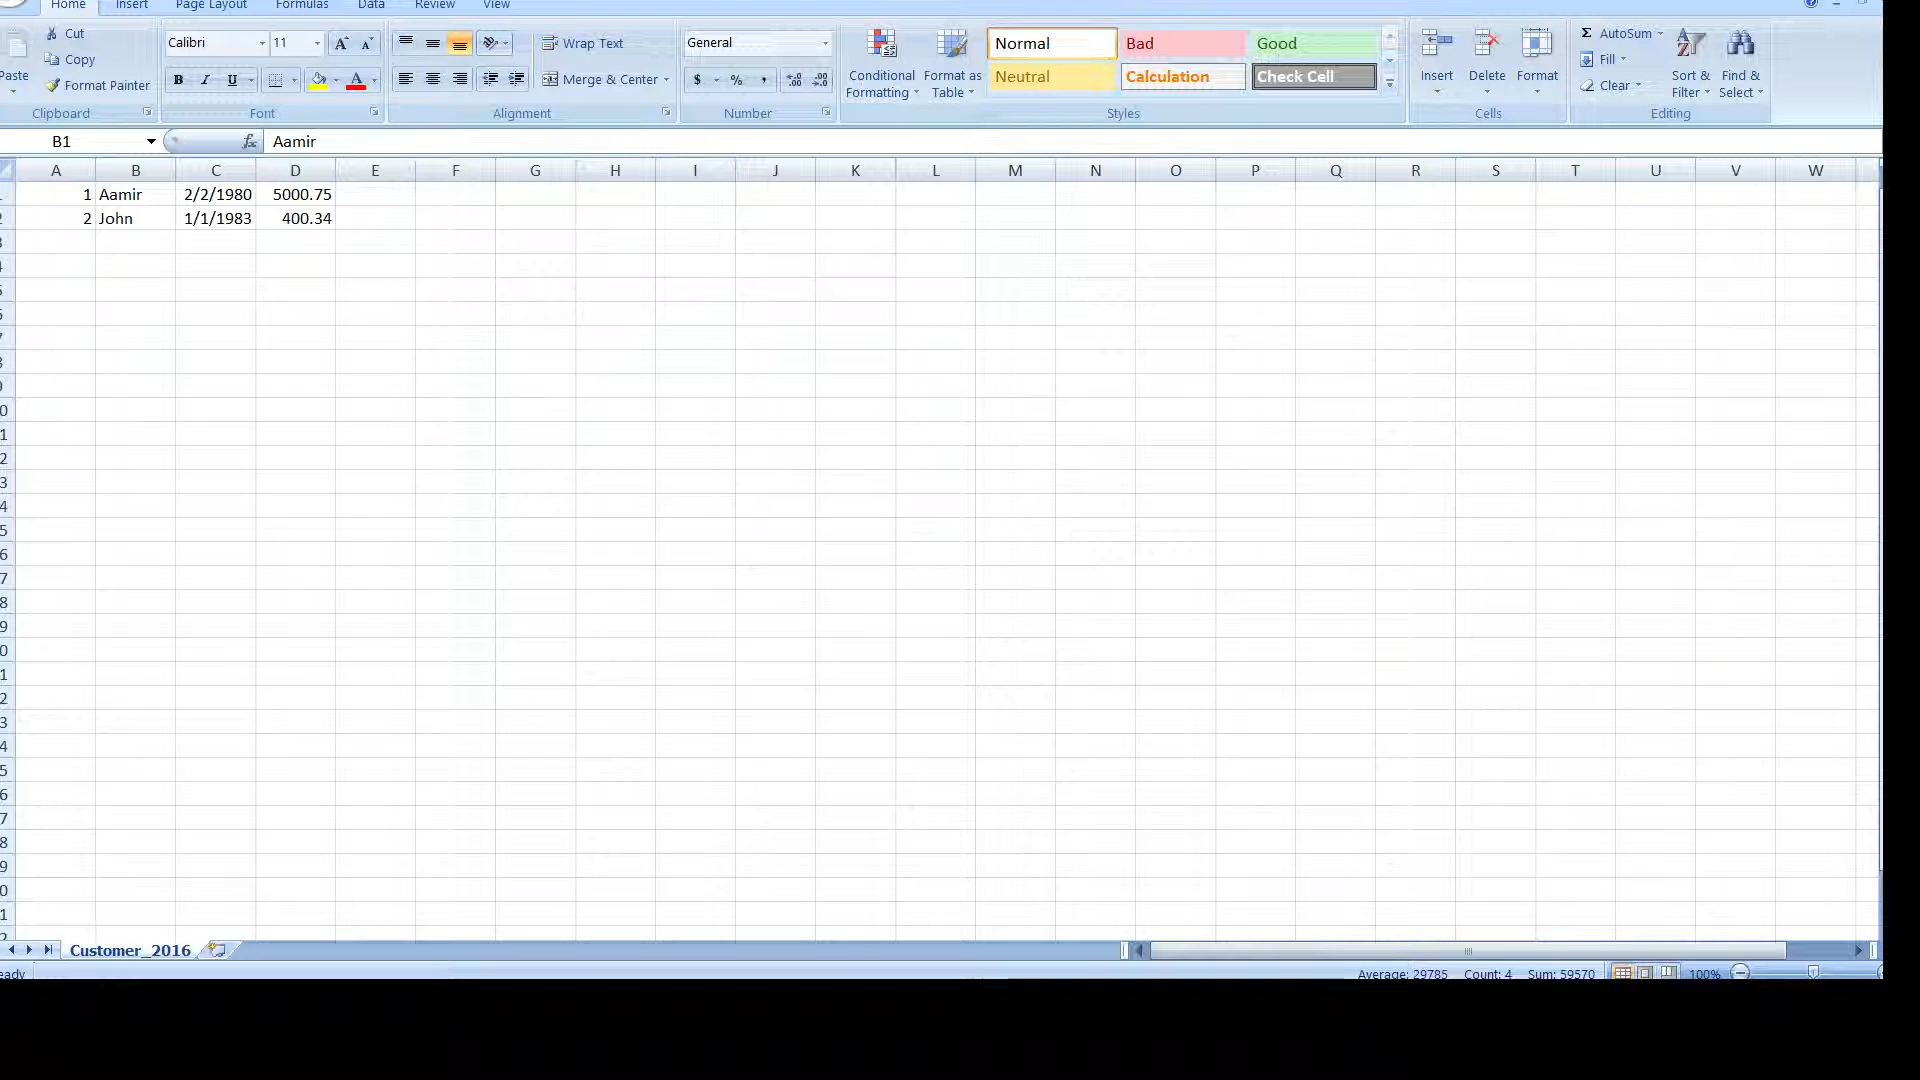 Home Insert Page Layout Formulas Data Review View
Cut
Copy
Format Painter
Paste
Clipboard
Calibri 11
B I U
Font
Wrap Text
Merge & Center
Alignment
General
$ % ,
Number
Conditional Formatting
Format as Table
Normal Bad Good
Neutral Calculation Check Cell
Styles
Insert Delete Format
Cells
Σ AutoSum
Fill
Clear
Sort & Filter
Find & Select
Editing
B1 fx Aamir
A B C D E F G H I J K L M N O P Q R S T U V W
1 Aamir 2/2/1980 5000.75
2 John 1/1/1983 400.34
Customer_2016
Average: 29785 Count: 4 Sum: 59570 100%